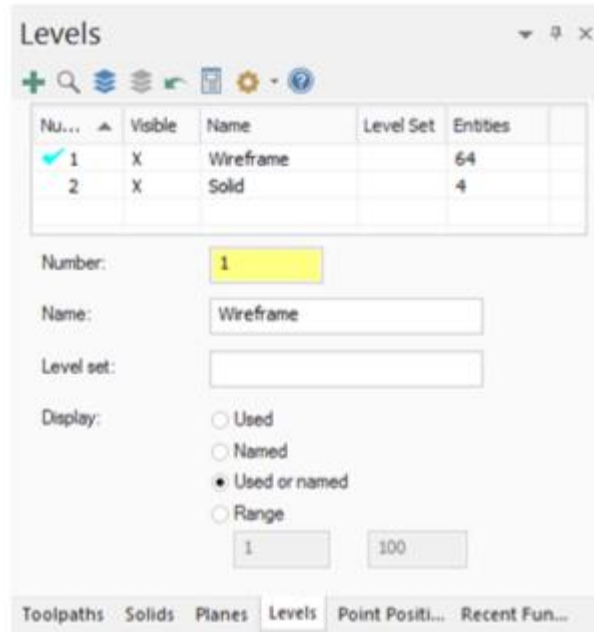 Levels
Nu... Visible Name Level Set Entities
1 X Wireframe 64
2 X Solid 4
Number: 1
Name: Wireframe
Level set:
Display: Used
Named
Used or named
Range
1 100
Toolpaths Solids Planes Levels Point Positi... Recent Fun...